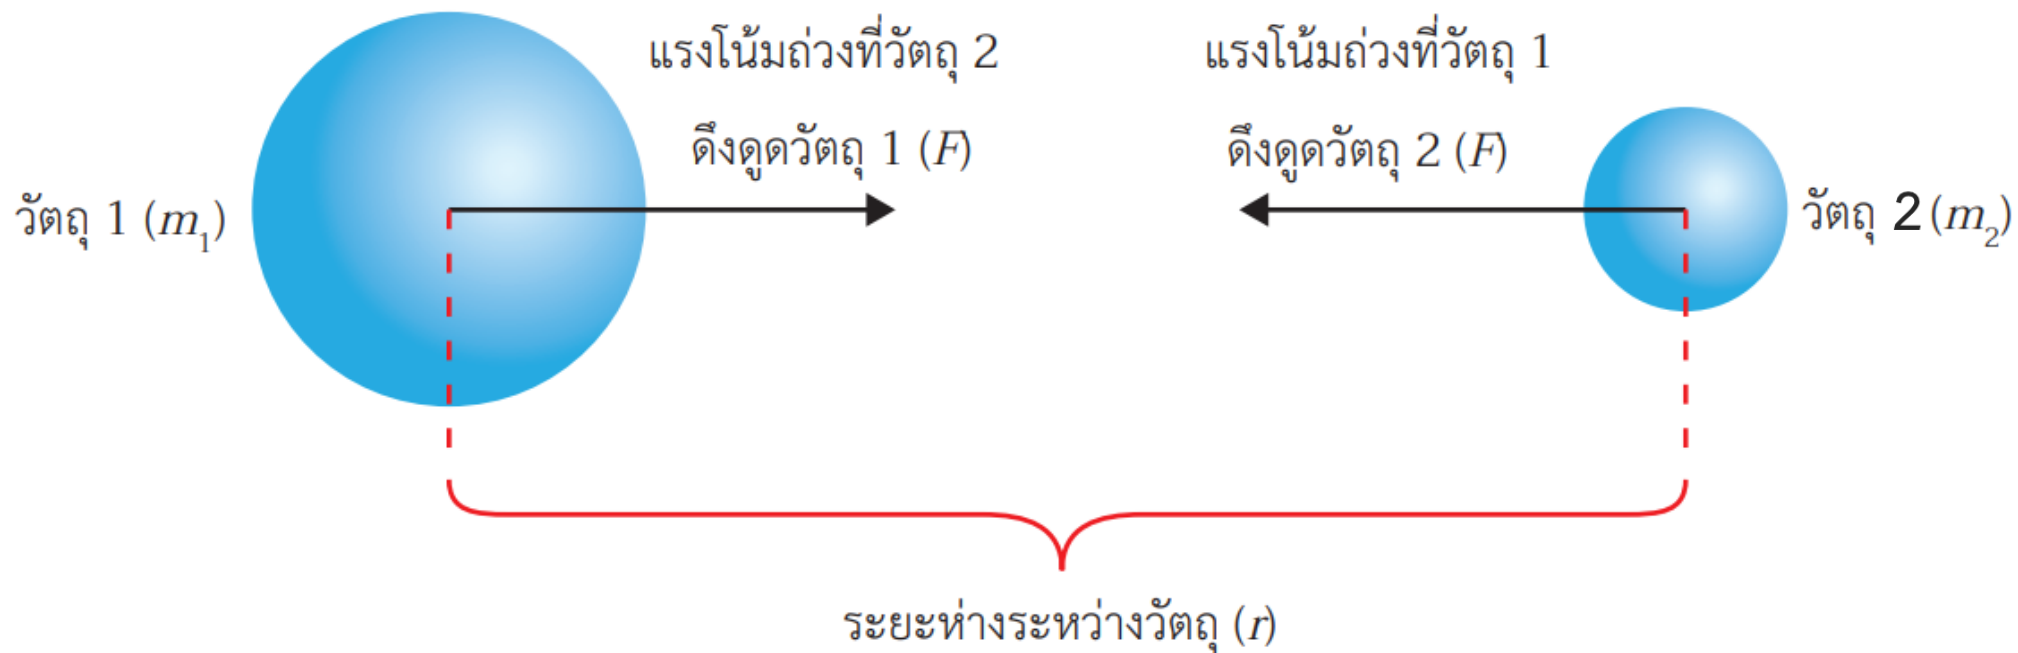 แรงโน้มถ่วงที่วัตถุ 2
ดึงดูดวัตถุ 1 (F)
แรงโน้มถ่วงที่วัตถุ 1
ดึงดูดวัตถุ 2 (F)
วัตถุ 1 (m₁)
วัตถุ 2 (m₂)
ระยะห่างระหว่างวัตถุ (r)